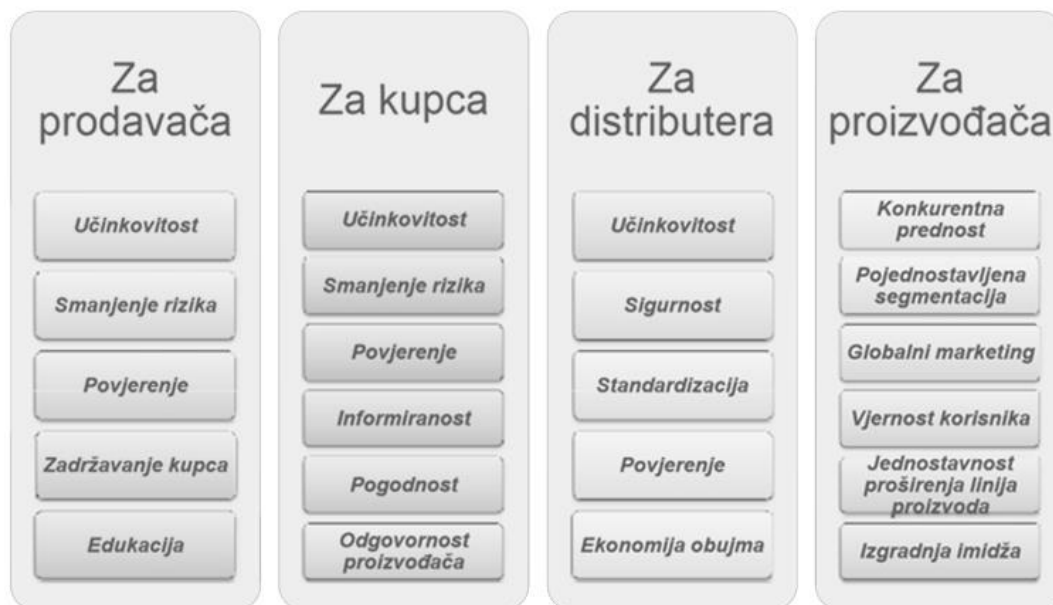 Za
prodavača
Učinkovitost
Smanjenje rizika
Povjerenje
Zadržavanje kupca
Edukacija
Za kupca
Učinkovitost
Smanjenje rizika
Povjerenje
Informiranost
Pogodnost
Odgovornost
proizvođača
Za
distributera
Učinkovitost
Sigurnost
Standardizacija
Povjerenje
Ekonomija obujma
Za
proizvođača
Konkurentna
prednost
Pojednostavljena
segmentacija
Globalni marketing
Vjernost korisnika
Jednostavnost
proširenja linija
proizvoda
Izgradnja imidža